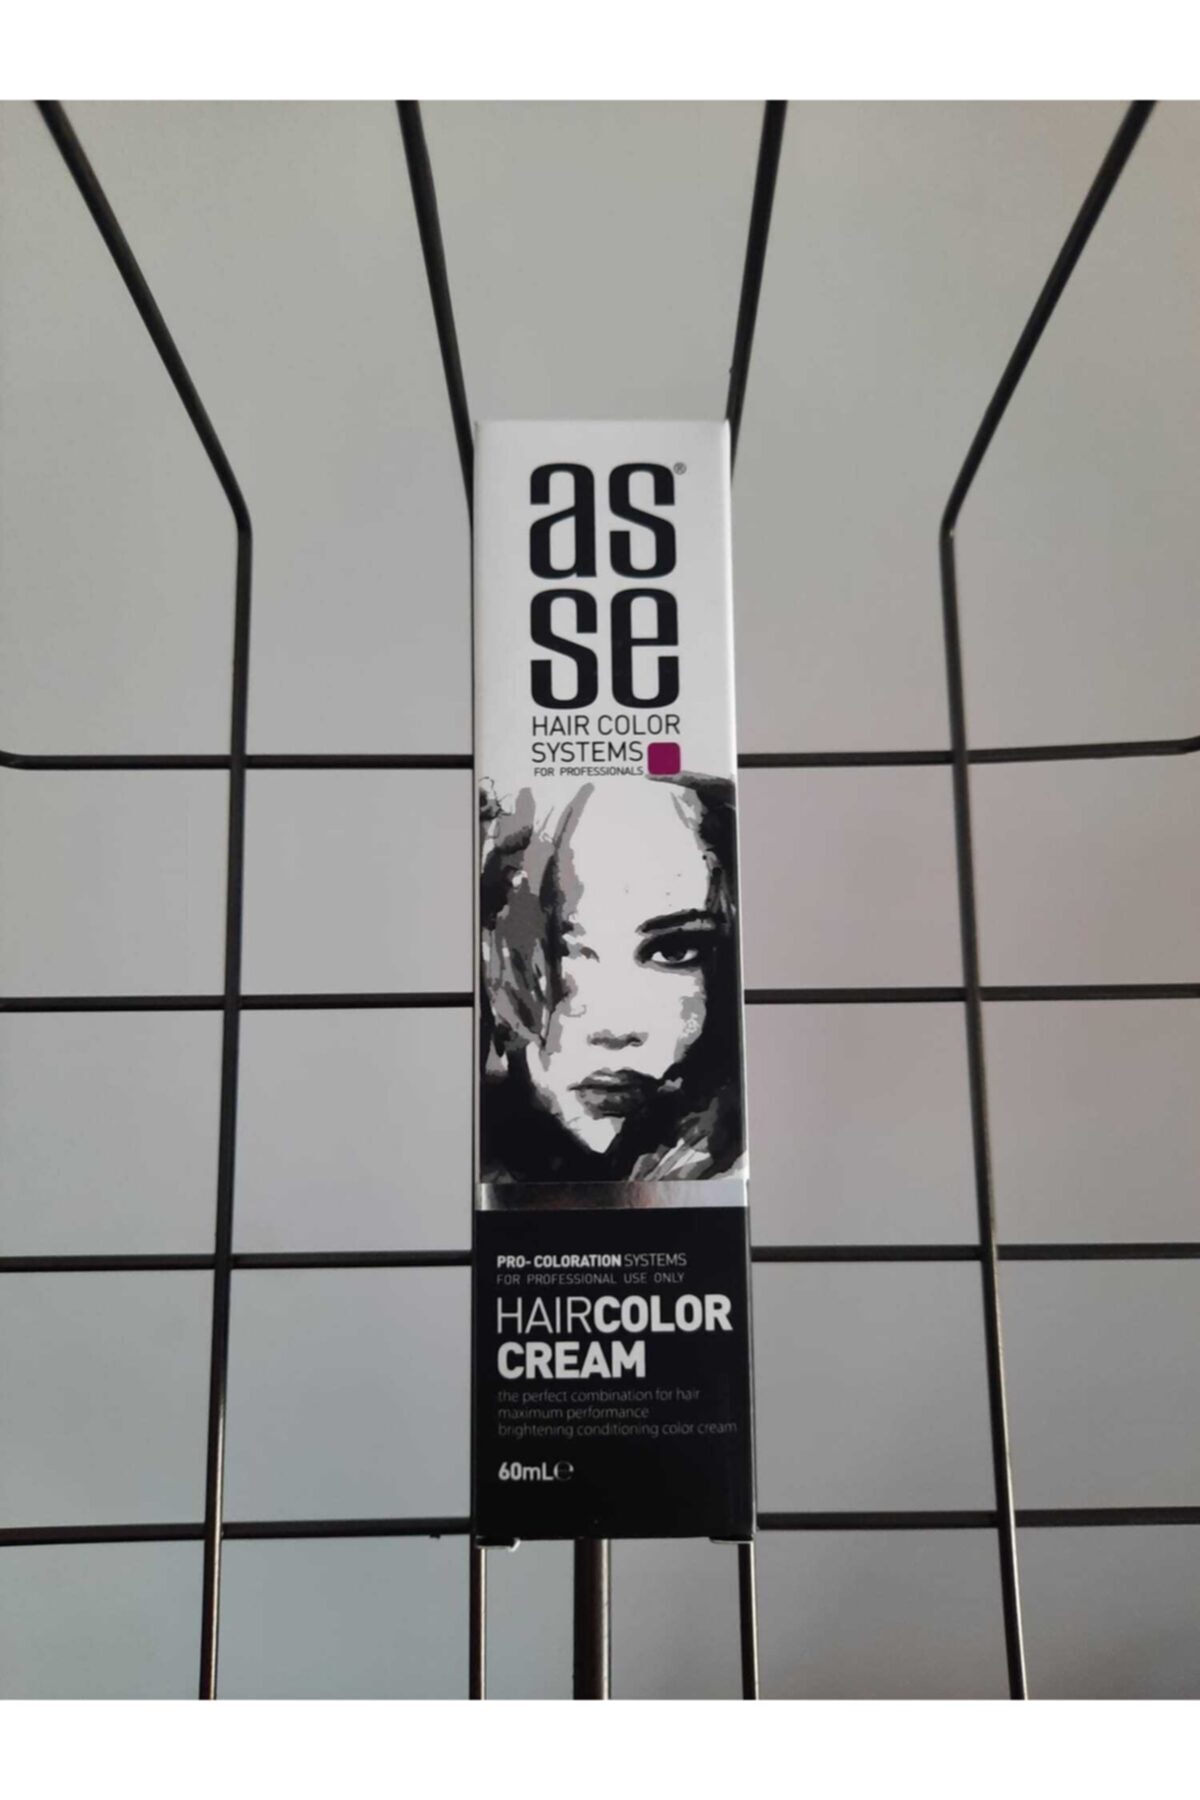 as®
se
HAIR COLOR
SYSTEMS
FOR PROFESSIONALS
PRO-COLORATION SYSTEMS
FOR PROFESSIONAL USE ONLY
HAIRCOLOR
CREAM
the perfect combination for hair
maximum performance
brightening conditioning color cream
60mL℮